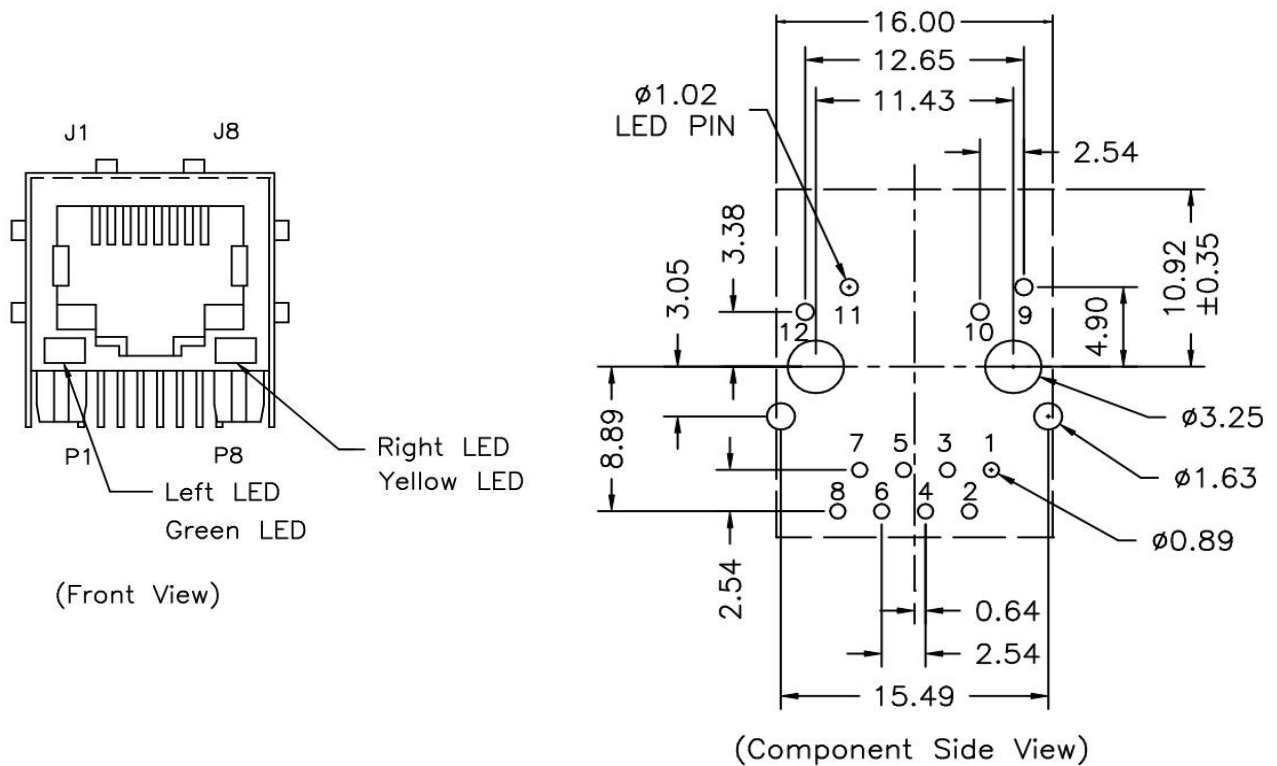 J1
J8
P1
P8
Left LED
Green LED
Right LED
Yellow LED
(Front View)
16.00
12.65
11.43
ø1.02
LED PIN
2.54
3.38
3.05
10.92
±0.35
4.90
12
11
10
9
8.89
ø3.25
7
5
3
1
ø1.63
8
6
4
2
ø0.89
2.54
0.64
2.54
15.49
(Component Side View)